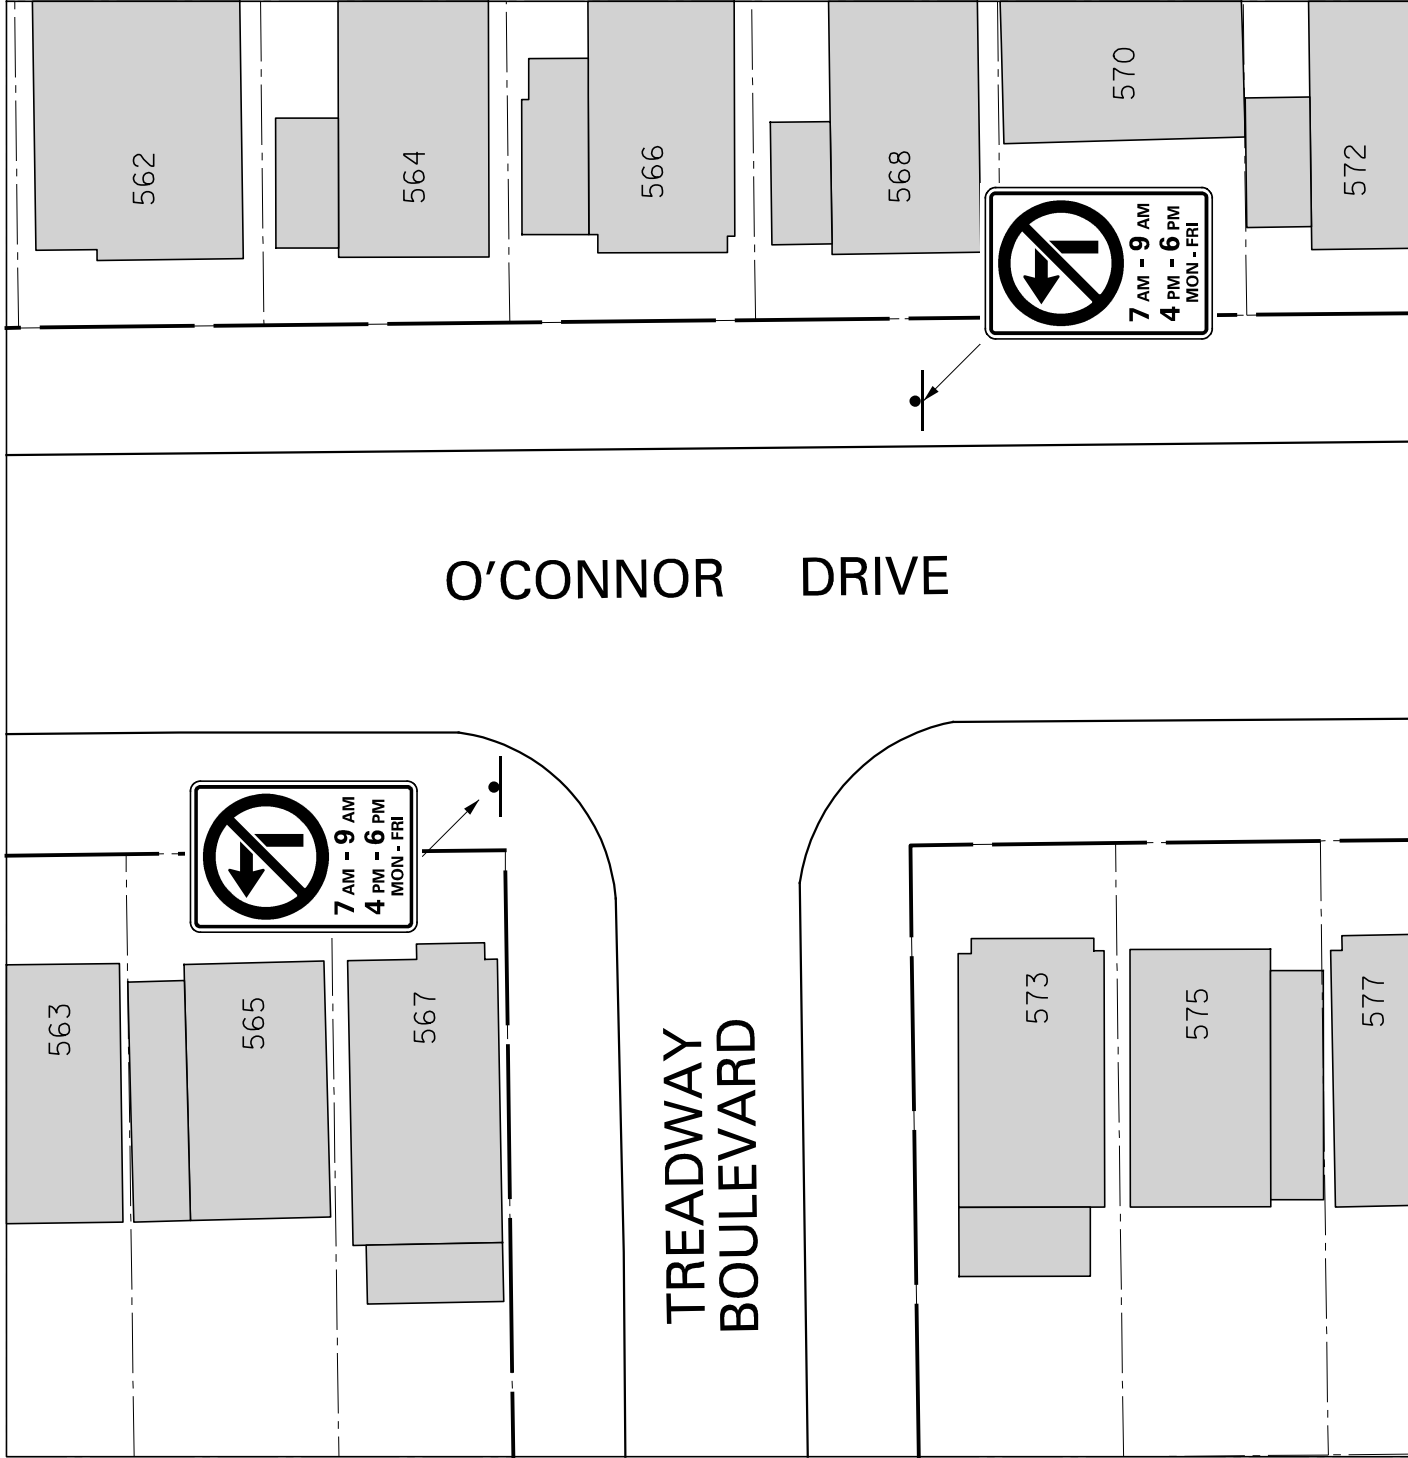 562
564
566
568
570
572
7 AM - 9 AM
4 PM - 6 PM
MON - FRI
O'CONNOR DRIVE
7 AM - 9 AM
4 PM - 6 PM
MON - FRI
563
565
567
TREADWAY
BOULEVARD
573
575
577